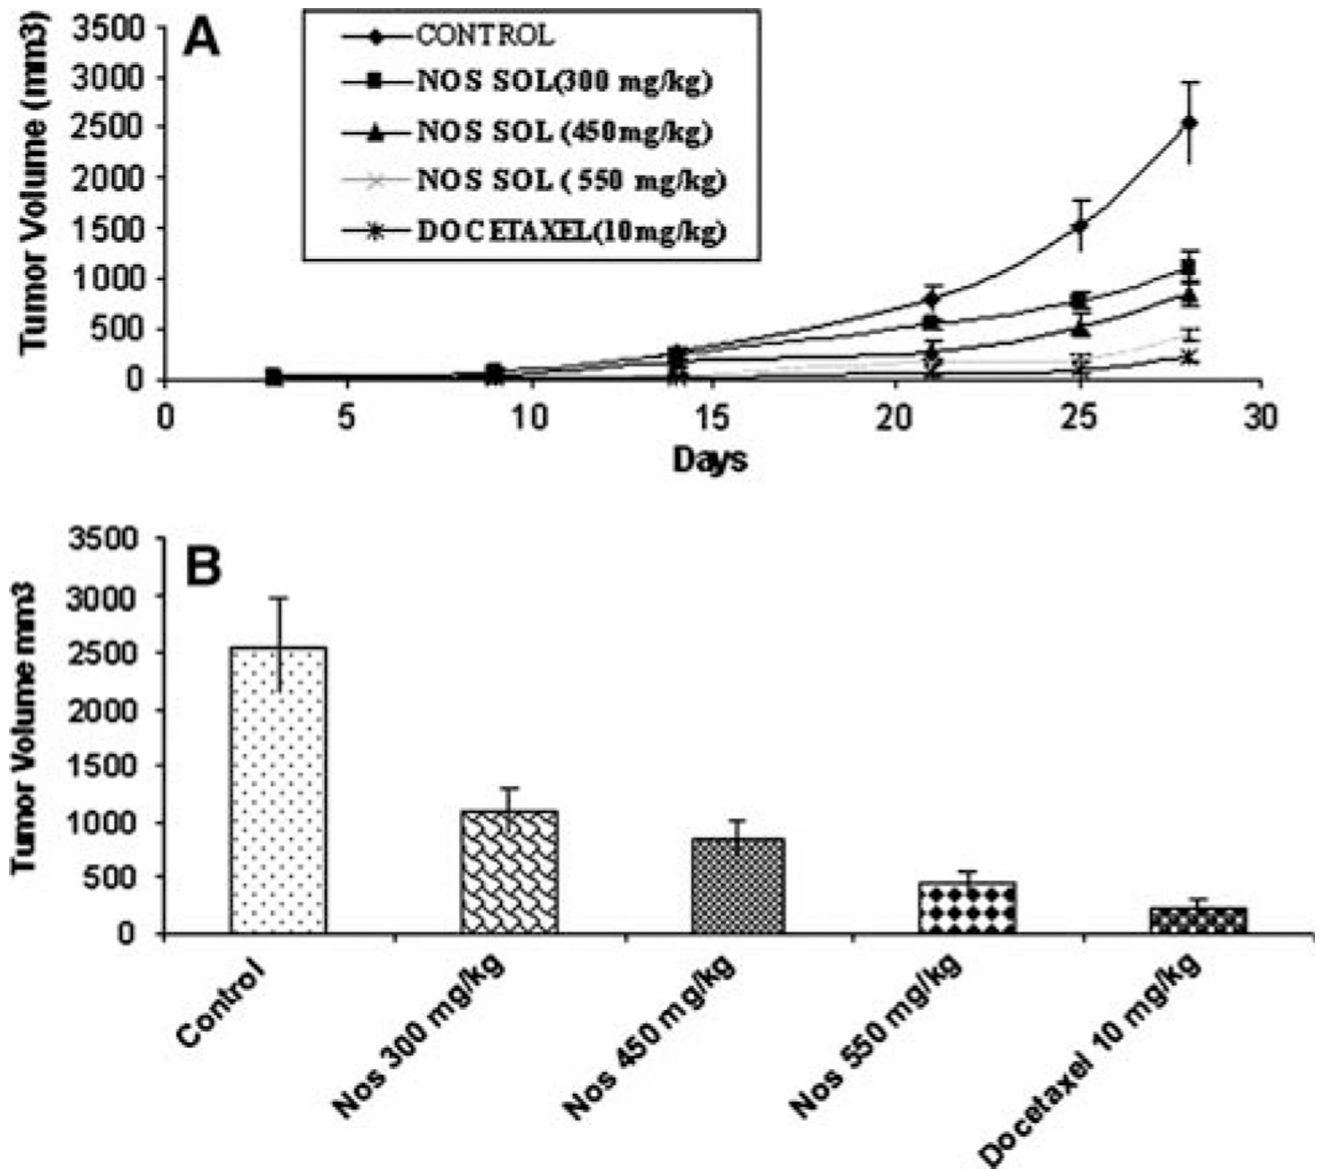 A
Tumor Volume (mm3)
3500
3000
2500
2000
1500
1000
500
0
CONTROL
NOS SOL(300 mg/kg)
NOS SOL (450mg/kg)
NOS SOL ( 550 mg/kg)
DOCETAXEL(10mg/kg)
0 5 10 15 20 25 30
Days
B
Tumor Volume mm3
3500
3000
2500
2000
1500
1000
500
0
Control
Nos 300 mg/kg
Nos 450 mg/kg
Nos 550 mg/kg
Docetaxel 10 mg/kg